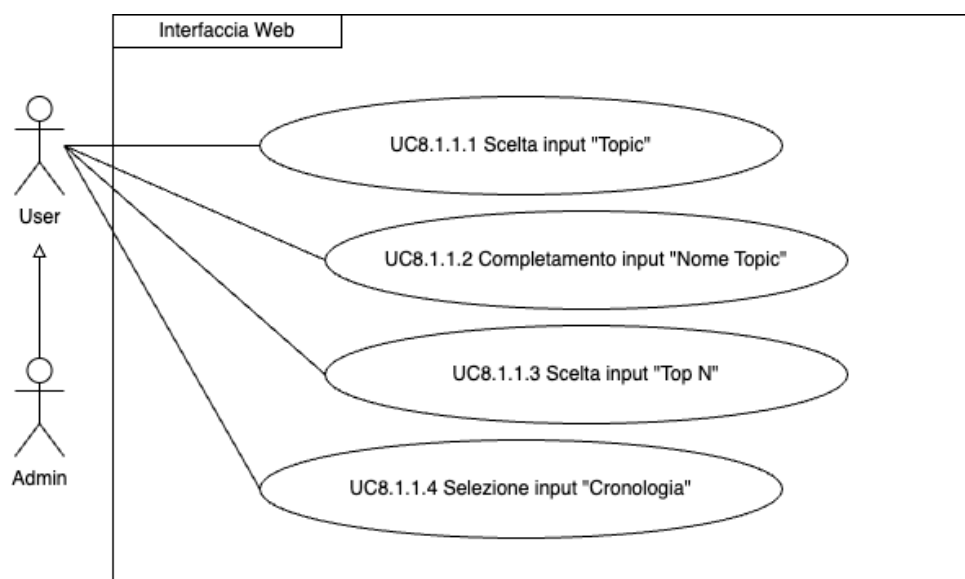 Interfaccia Web
UC8.1.1.1 Scelta input "Topic"
User
UC8.1.1.2 Completamento input "Nome Topic"
UC8.1.1.3 Scelta input "Top N"
Admin
UC8.1.1.4 Selezione input "Cronologia"